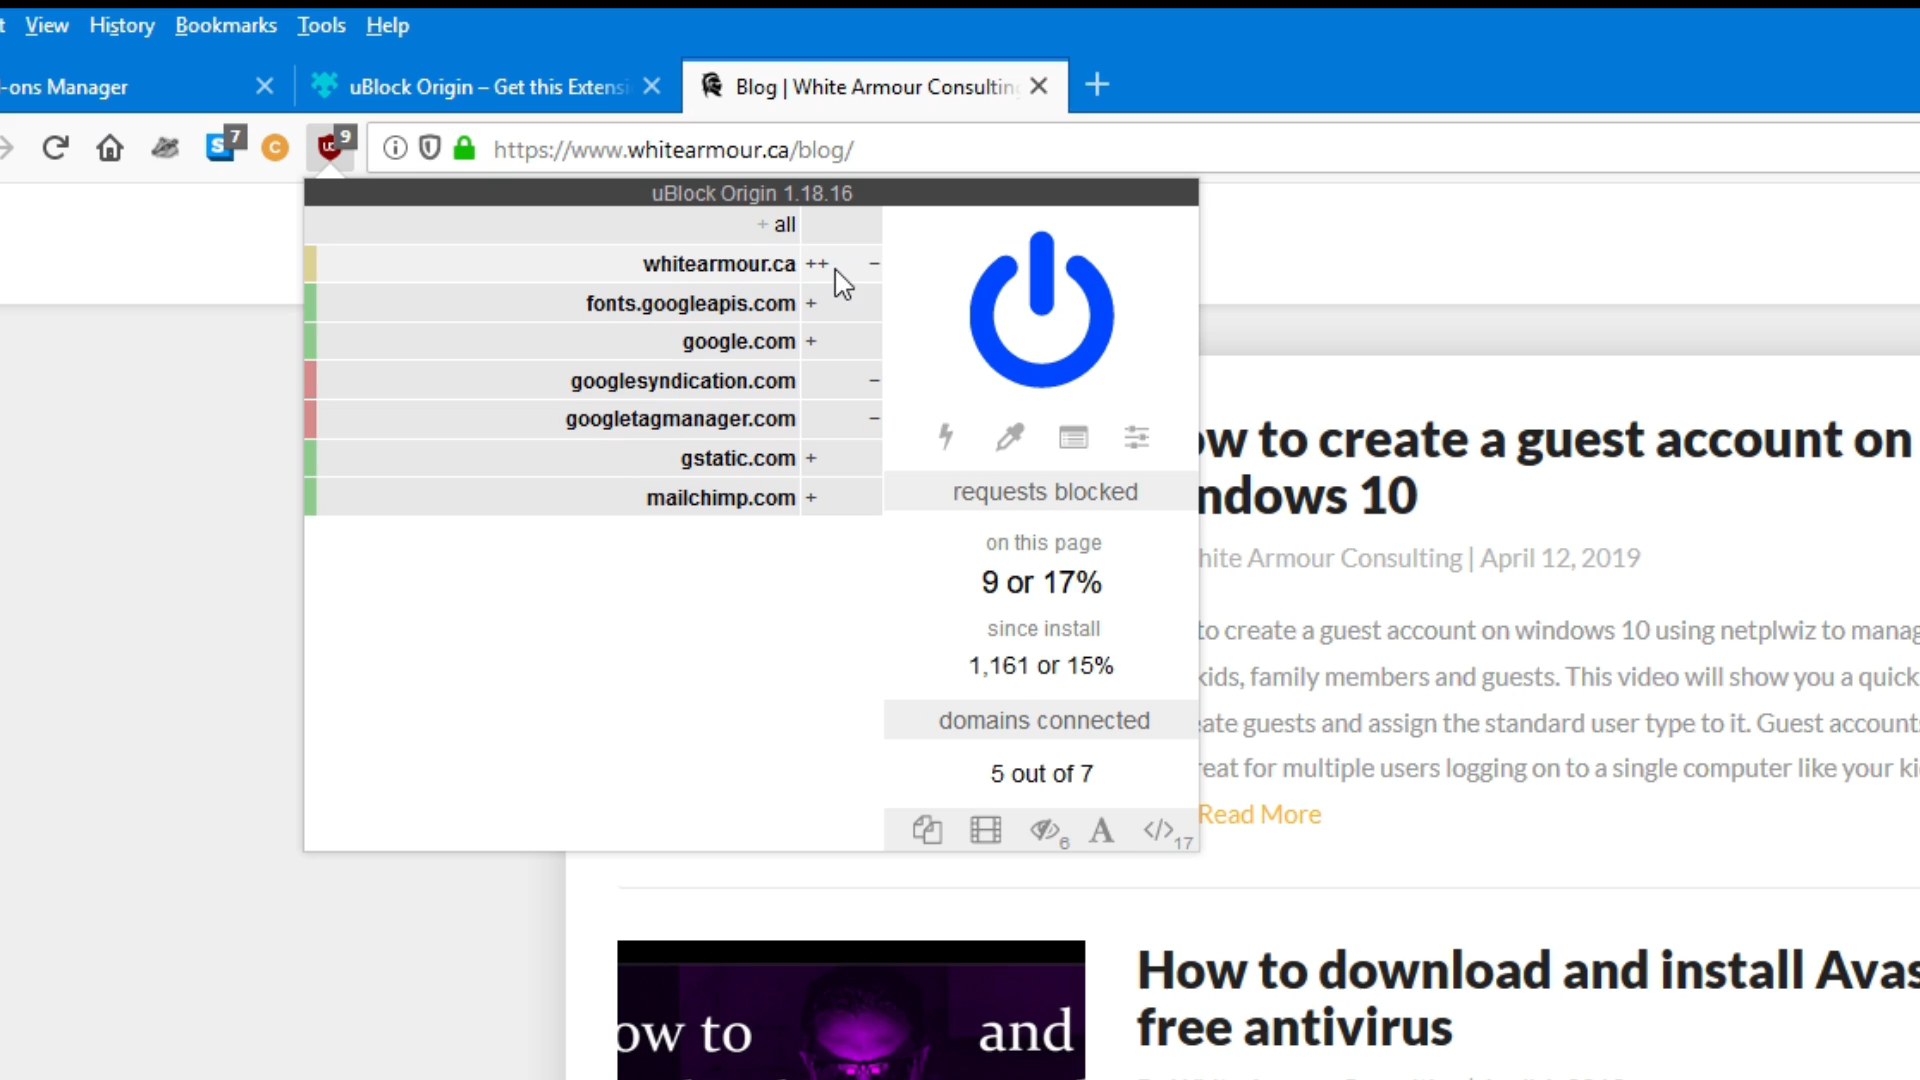 t View History Bookmarks Tools Help
-ons Manager
uBlock Origin – Get this Extensi
Blog | White Armour Consulting
7
C
9
https://www.whitearmour.ca/blog/
uBlock Origin 1.18.16
+ all
whitearmour.ca ++ −
fonts.googleapis.com +
google.com +
googlesyndication.com −
googletagmanager.com −
gstatic.com +
mailchimp.com +
requests blocked
on this page
9 or 17%
since install
1,161 or 15%
domains connected
5 out of 7
6
A
</> 17
ow to create a guest account on
ndows 10
hite Armour Consulting | April 12, 2019
to create a guest account on windows 10 using netplwiz to manag
kids, family members and guests. This video will show you a quick
ate guests and assign the standard user type to it. Guest accounts
reat for multiple users logging on to a single computer like your ki
Read More
ow to and
How to download and install Avas
free antivirus